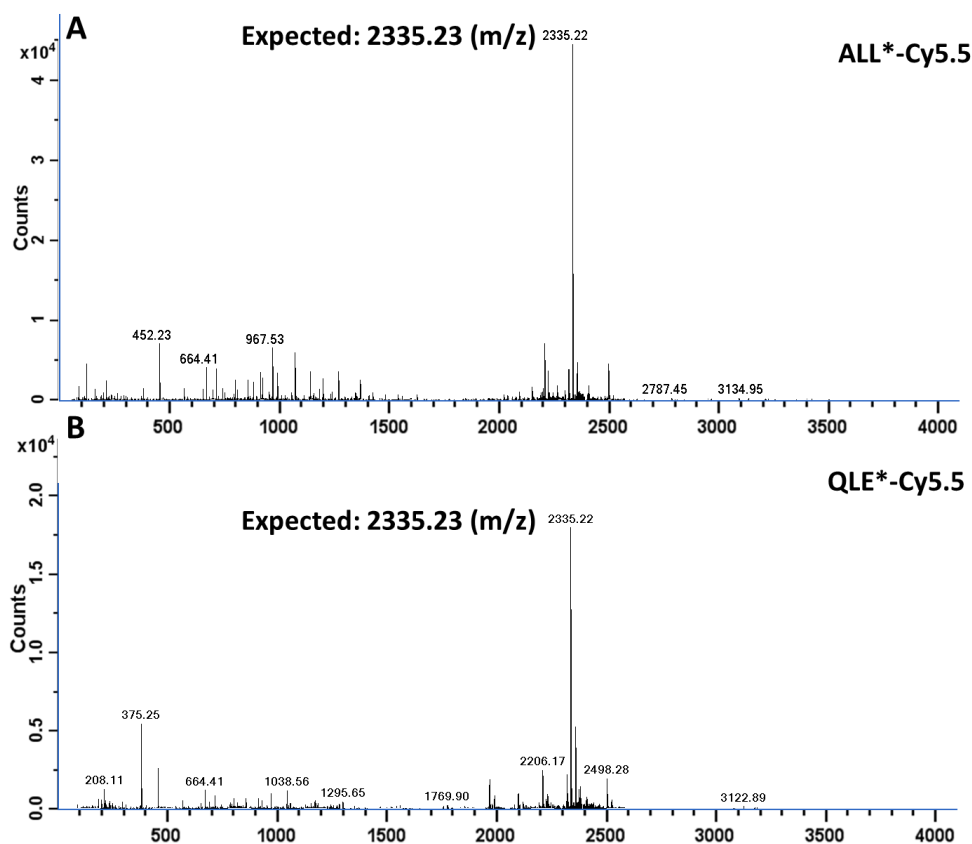 A
Expected: 2335.23 (m/z)
2335.22
ALL*-Cy5.5
x10⁴
4
3
2
1
0
Counts
452.23
664.41
967.53
2787.45
3134.95
500 1000 1500 2000 2500 3000 3500 4000
B
QLE*-Cy5.5
x10⁴
Expected: 2335.23 (m/z)
2335.22
2.0
1.5
1.0
0.5
0.0
Counts
375.25
208.11
664.41
1038.56
1295.65
1769.90
2206.17
2498.28
3122.89
500 1000 1500 2000 2500 3000 3500 4000